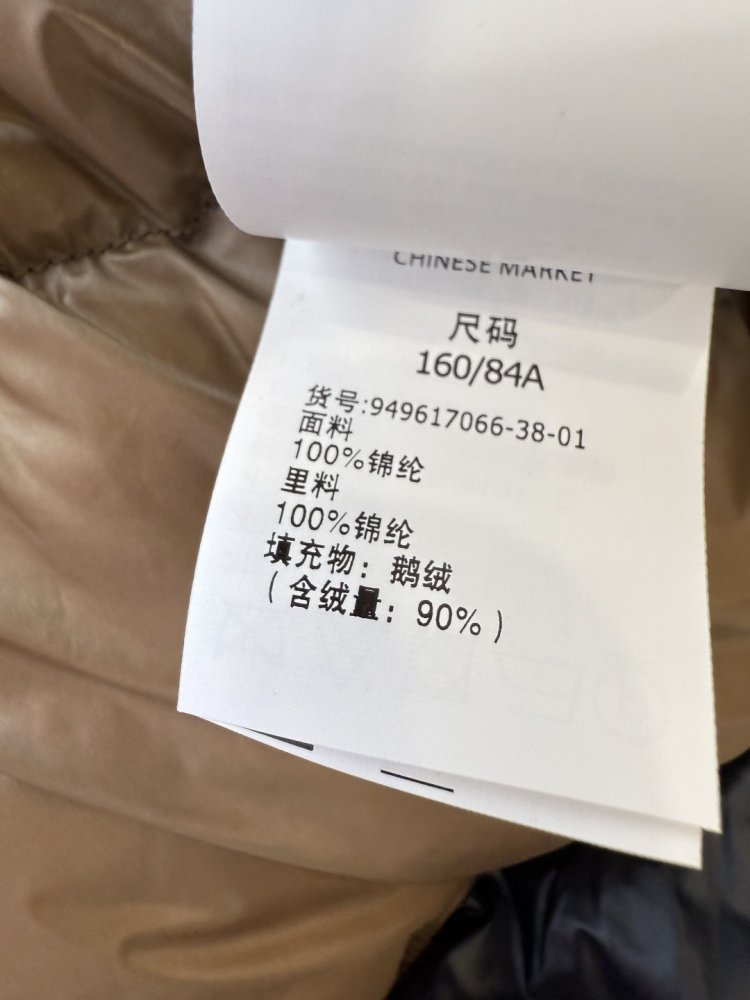 CHINESE MARKET
尺码
160/84A
货号:949617066-38-01
面料
100%锦纶
里料
100%锦纶
填充物：鹅绒
（含绒量：90%）